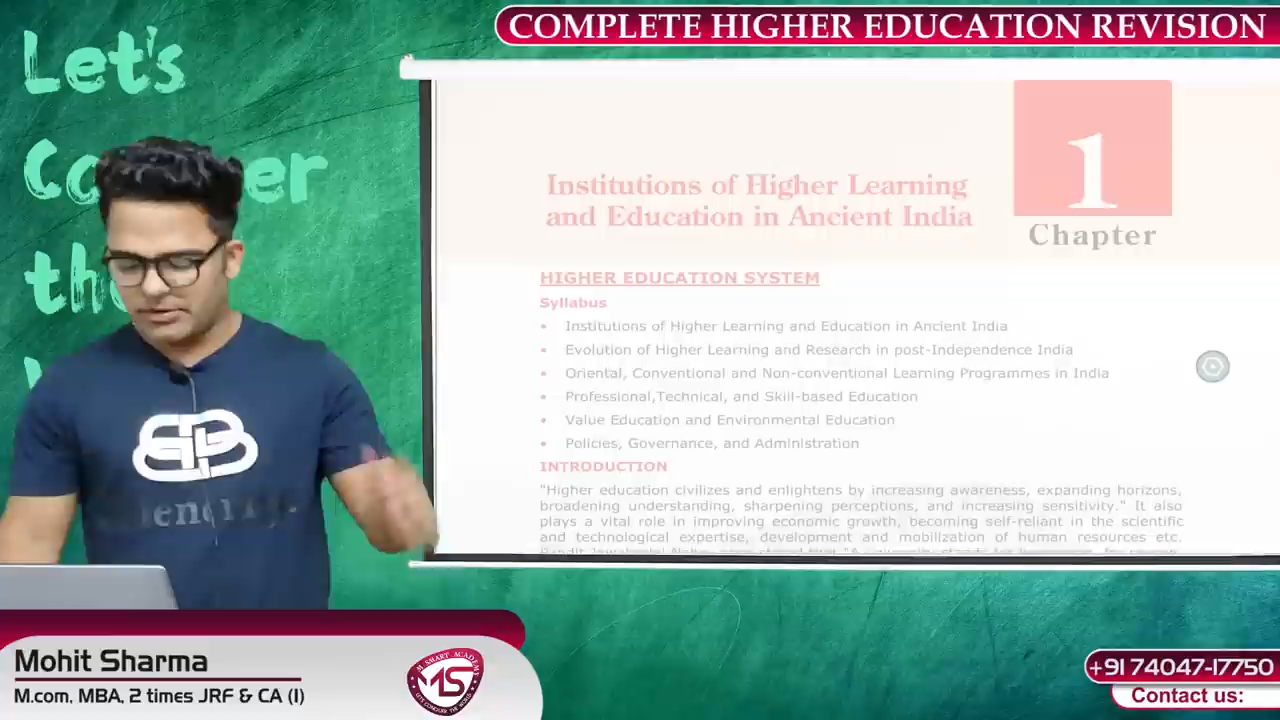 COMPLETE HIGHER EDUCATION REVISION
Let's
1
Institutions of Higher Learning
and Education in Ancient India
Chapter
HIGHER EDUCATION SYSTEM
Syllabus
• Institutions of Higher Learning and Education in Ancient India
• Evolution of Higher Learning and Research in post-Independence India
• Oriental, Conventional and Non-conventional Learning Programmes in India
• Professional,Technical, and Skill-based Education
• Value Education and Environmental Education
• Policies, Governance, and Administration
INTRODUCTION
"Higher education civilizes and enlightens by increasing awareness, expanding horizons,
broadening understanding, sharpening perceptions, and increasing sensitivity." It also
plays a vital role in improving economic growth, becoming self-reliant in the scientific
and technological expertise, development and mobilization of human resources etc.
Mohit Sharma
M.com, MBA, 2 times JRF & CA (I)
MS
+91 74047-17750
Contact us: